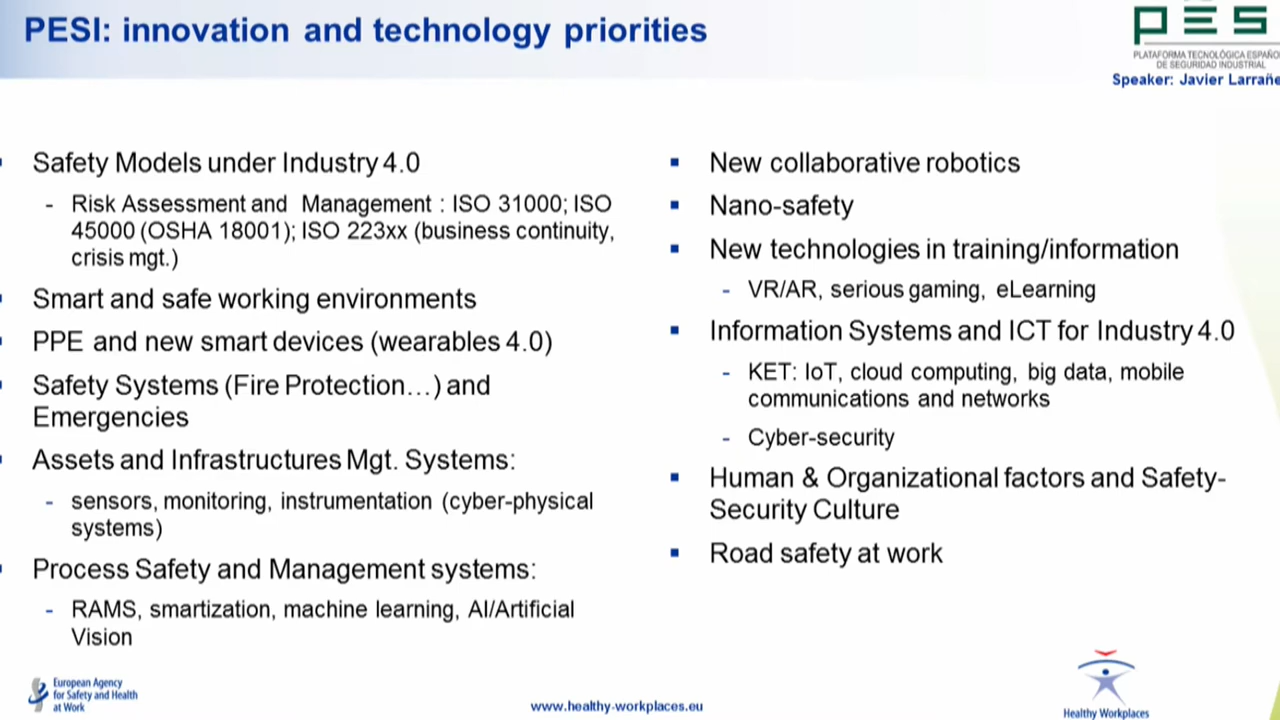 PESI: innovation and technology priorities
PES
PLATAFORMA TECNOLÓGICA ESPAÑO
DE SEGURIDAD INDUSTRIAL
Speaker: Javier Larrañe
Safety Models under Industry 4.0
- Risk Assessment and Management : ISO 31000; ISO
45000 (OSHA 18001); ISO 223xx (business continuity,
crisis mgt.)
Smart and safe working environments
PPE and new smart devices (wearables 4.0)
Safety Systems (Fire Protection…) and
Emergencies
Assets and Infrastructures Mgt. Systems:
- sensors, monitoring, instrumentation (cyber-physical
systems)
Process Safety and Management systems:
- RAMS, smartization, machine learning, AI/Artificial
Vision
New collaborative robotics
Nano-safety
New technologies in training/information
- VR/AR, serious gaming, eLearning
Information Systems and ICT for Industry 4.0
- KET: IoT, cloud computing, big data, mobile
communications and networks
- Cyber-security
Human & Organizational factors and Safety-
Security Culture
Road safety at work
European Agency
for Safety and Health
at Work
www.healthy-workplaces.eu
Healthy Workplaces